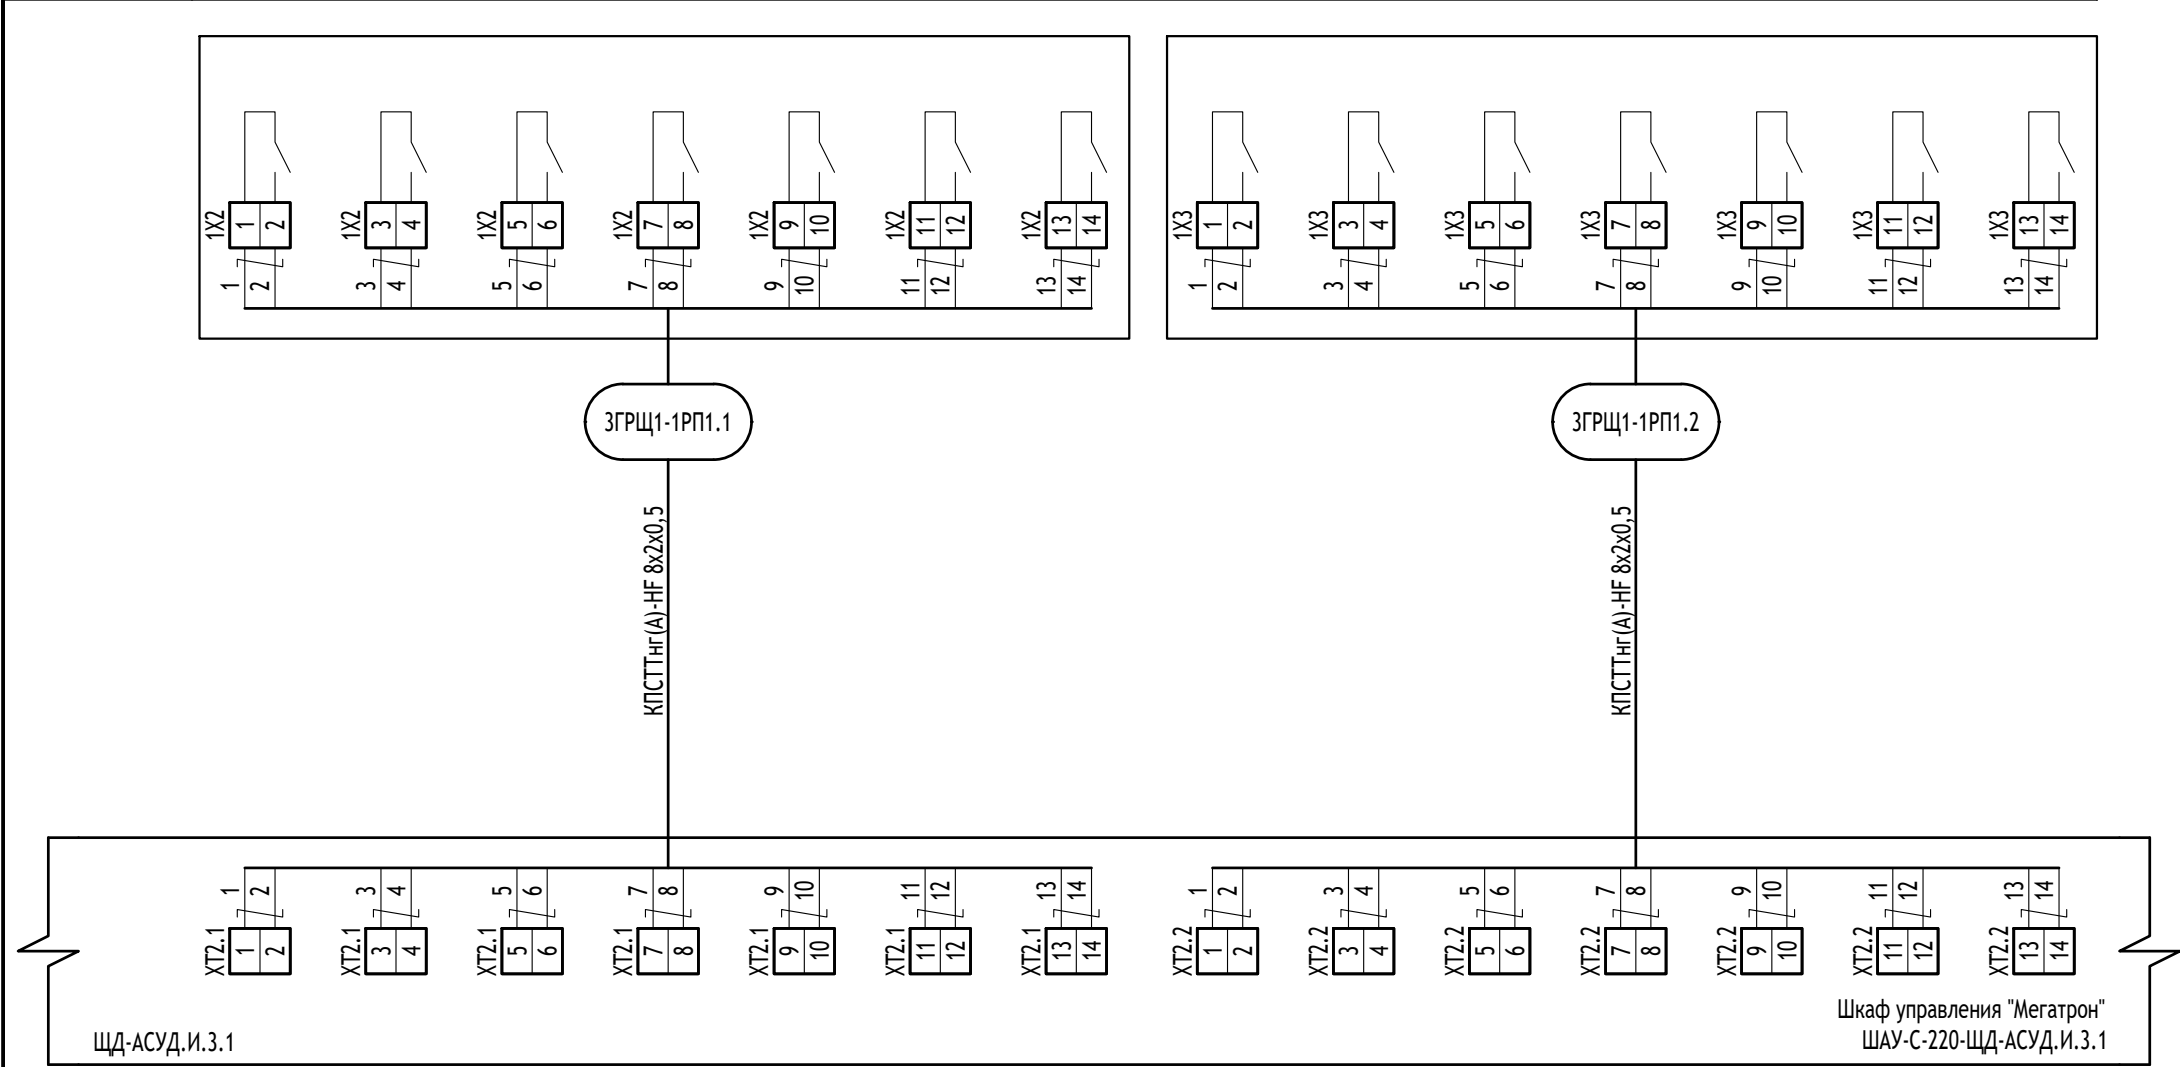 1X2 1 2 1X2 3 4 1X2 5 6 1X2 7 8 1X2 9 10 1X2 11 12 1X2 13 14
1X3 1 2 1X3 3 4 1X3 5 6 1X3 7 8 1X3 9 10 1X3 11 12 1X3 13 14
1 2 3 4 5 6 7 8 9 10 11 12 13 14
1 2 3 4 5 6 7 8 9 10 11 12 13 14
3ГРЩ1-1РП1.1
3ГРЩ1-1РП1.2
КПСТТнг(А)-HF 8x2x0,5
КПСТТнг(А)-HF 8x2x0,5
1 2 3 4 5 6 7 8 9 10 11 12 13 14
1 2 3 4 5 6 7 8 9 10 11 12 13 14
XT2.1 1 2 XT2.1 3 4 XT2.1 5 6 XT2.1 7 8 XT2.1 9 10 XT2.1 11 12 XT2.1 13 14
XT2.2 1 2 XT2.2 3 4 XT2.2 5 6 XT2.2 7 8 XT2.2 9 10 XT2.2 11 12 XT2.2 13 14
ЩД-АСУД.И.3.1
Шкаф управления "Мегатрон"
ШАУ-С-220-ЩД-АСУД.И.3.1